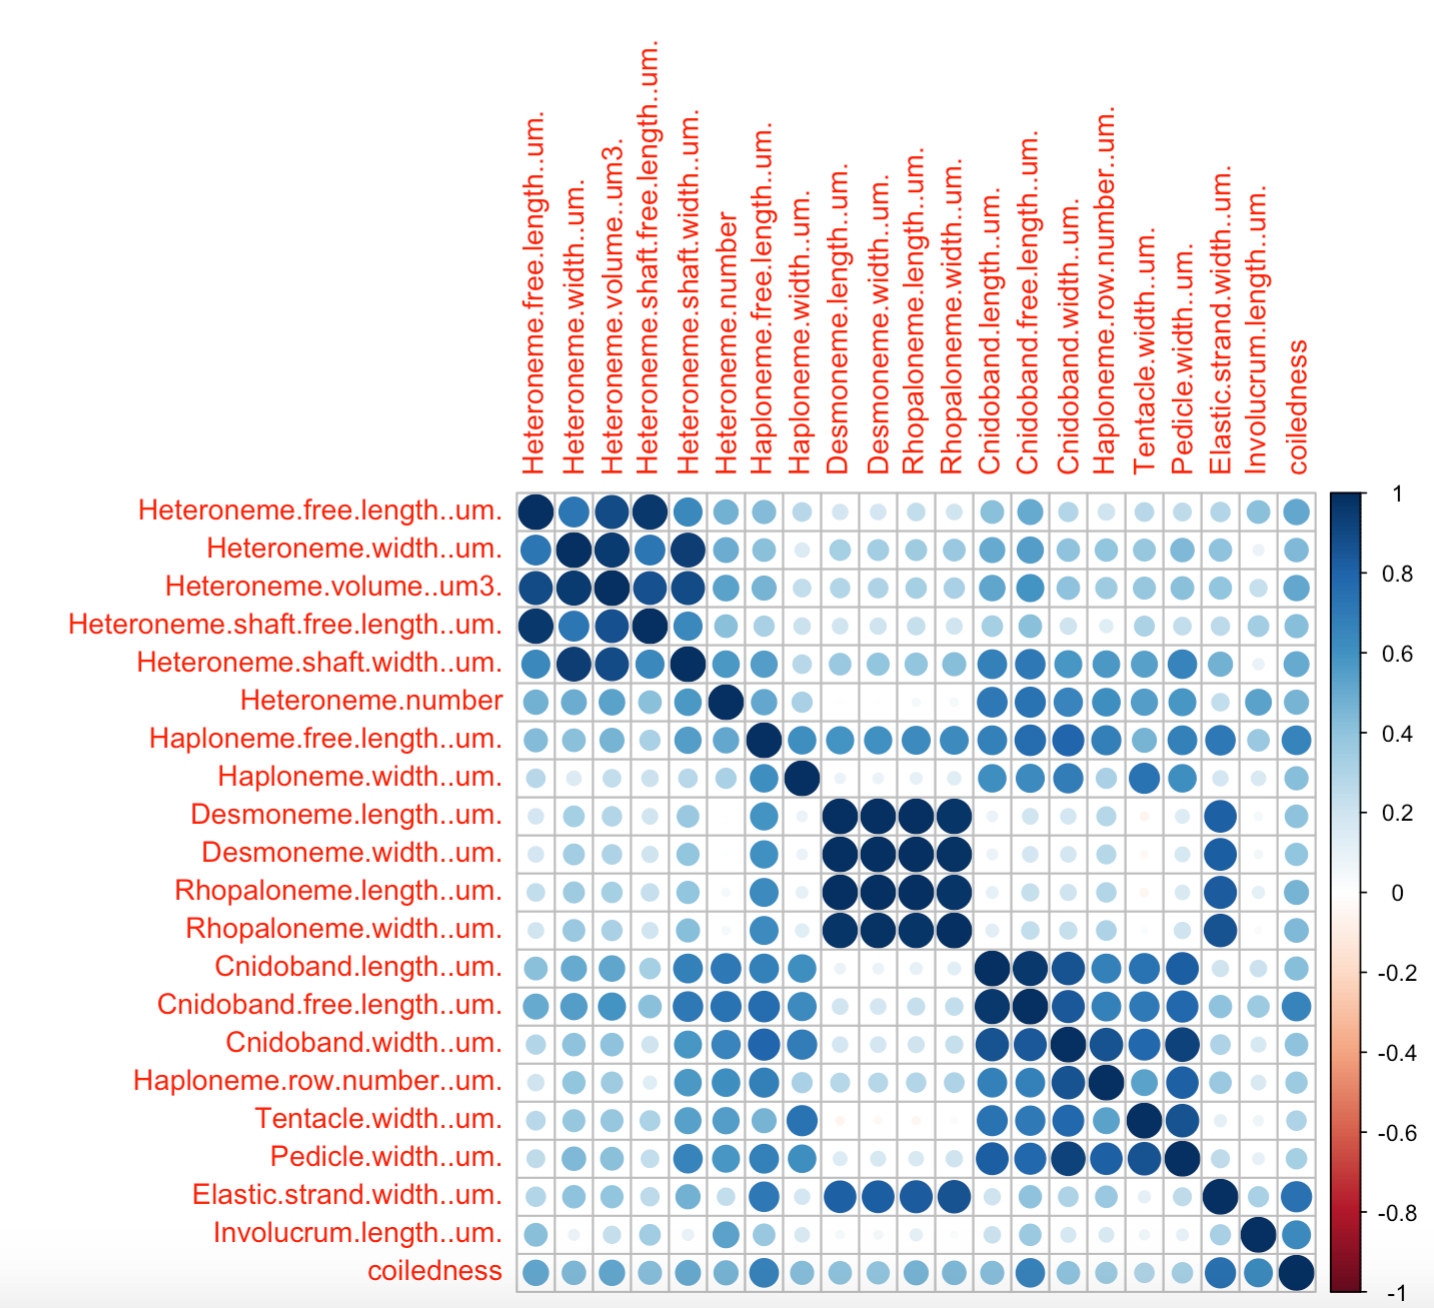 Heteroneme.free.length..um.
Heteroneme.width..um.
Heteroneme.volume..um3.
Heteroneme.shaft.free.length..um.
Heteroneme.shaft.width..um.
Heteroneme.number
Haploneme.free.length..um.
Haploneme.width..um.
Desmoneme.length..um.
Desmoneme.width..um.
Rhopaloneme.length..um.
Rhopaloneme.width..um.
Cnidoband.length..um.
Cnidoband.free.length..um.
Cnidoband.width..um.
Haploneme.row.number..um.
Tentacle.width..um.
Pedicle.width..um.
Elastic.strand.width..um.
Involucrum.length..um.
coiledness
Heteroneme.free.length..um.
Heteroneme.width..um.
Heteroneme.volume..um3.
Heteroneme.shaft.free.length..um.
Heteroneme.shaft.width..um.
Heteroneme.number
Haploneme.free.length..um.
Haploneme.width..um.
Desmoneme.length..um.
Desmoneme.width..um.
Rhopaloneme.length..um.
Rhopaloneme.width..um.
Cnidoband.length..um.
Cnidoband.free.length..um.
Cnidoband.width..um.
Haploneme.row.number..um.
Tentacle.width..um.
Pedicle.width..um.
Elastic.strand.width..um.
Involucrum.length..um.
coiledness
1
0.8
0.6
0.4
0.2
0
-0.2
-0.4
-0.6
-0.8
-1